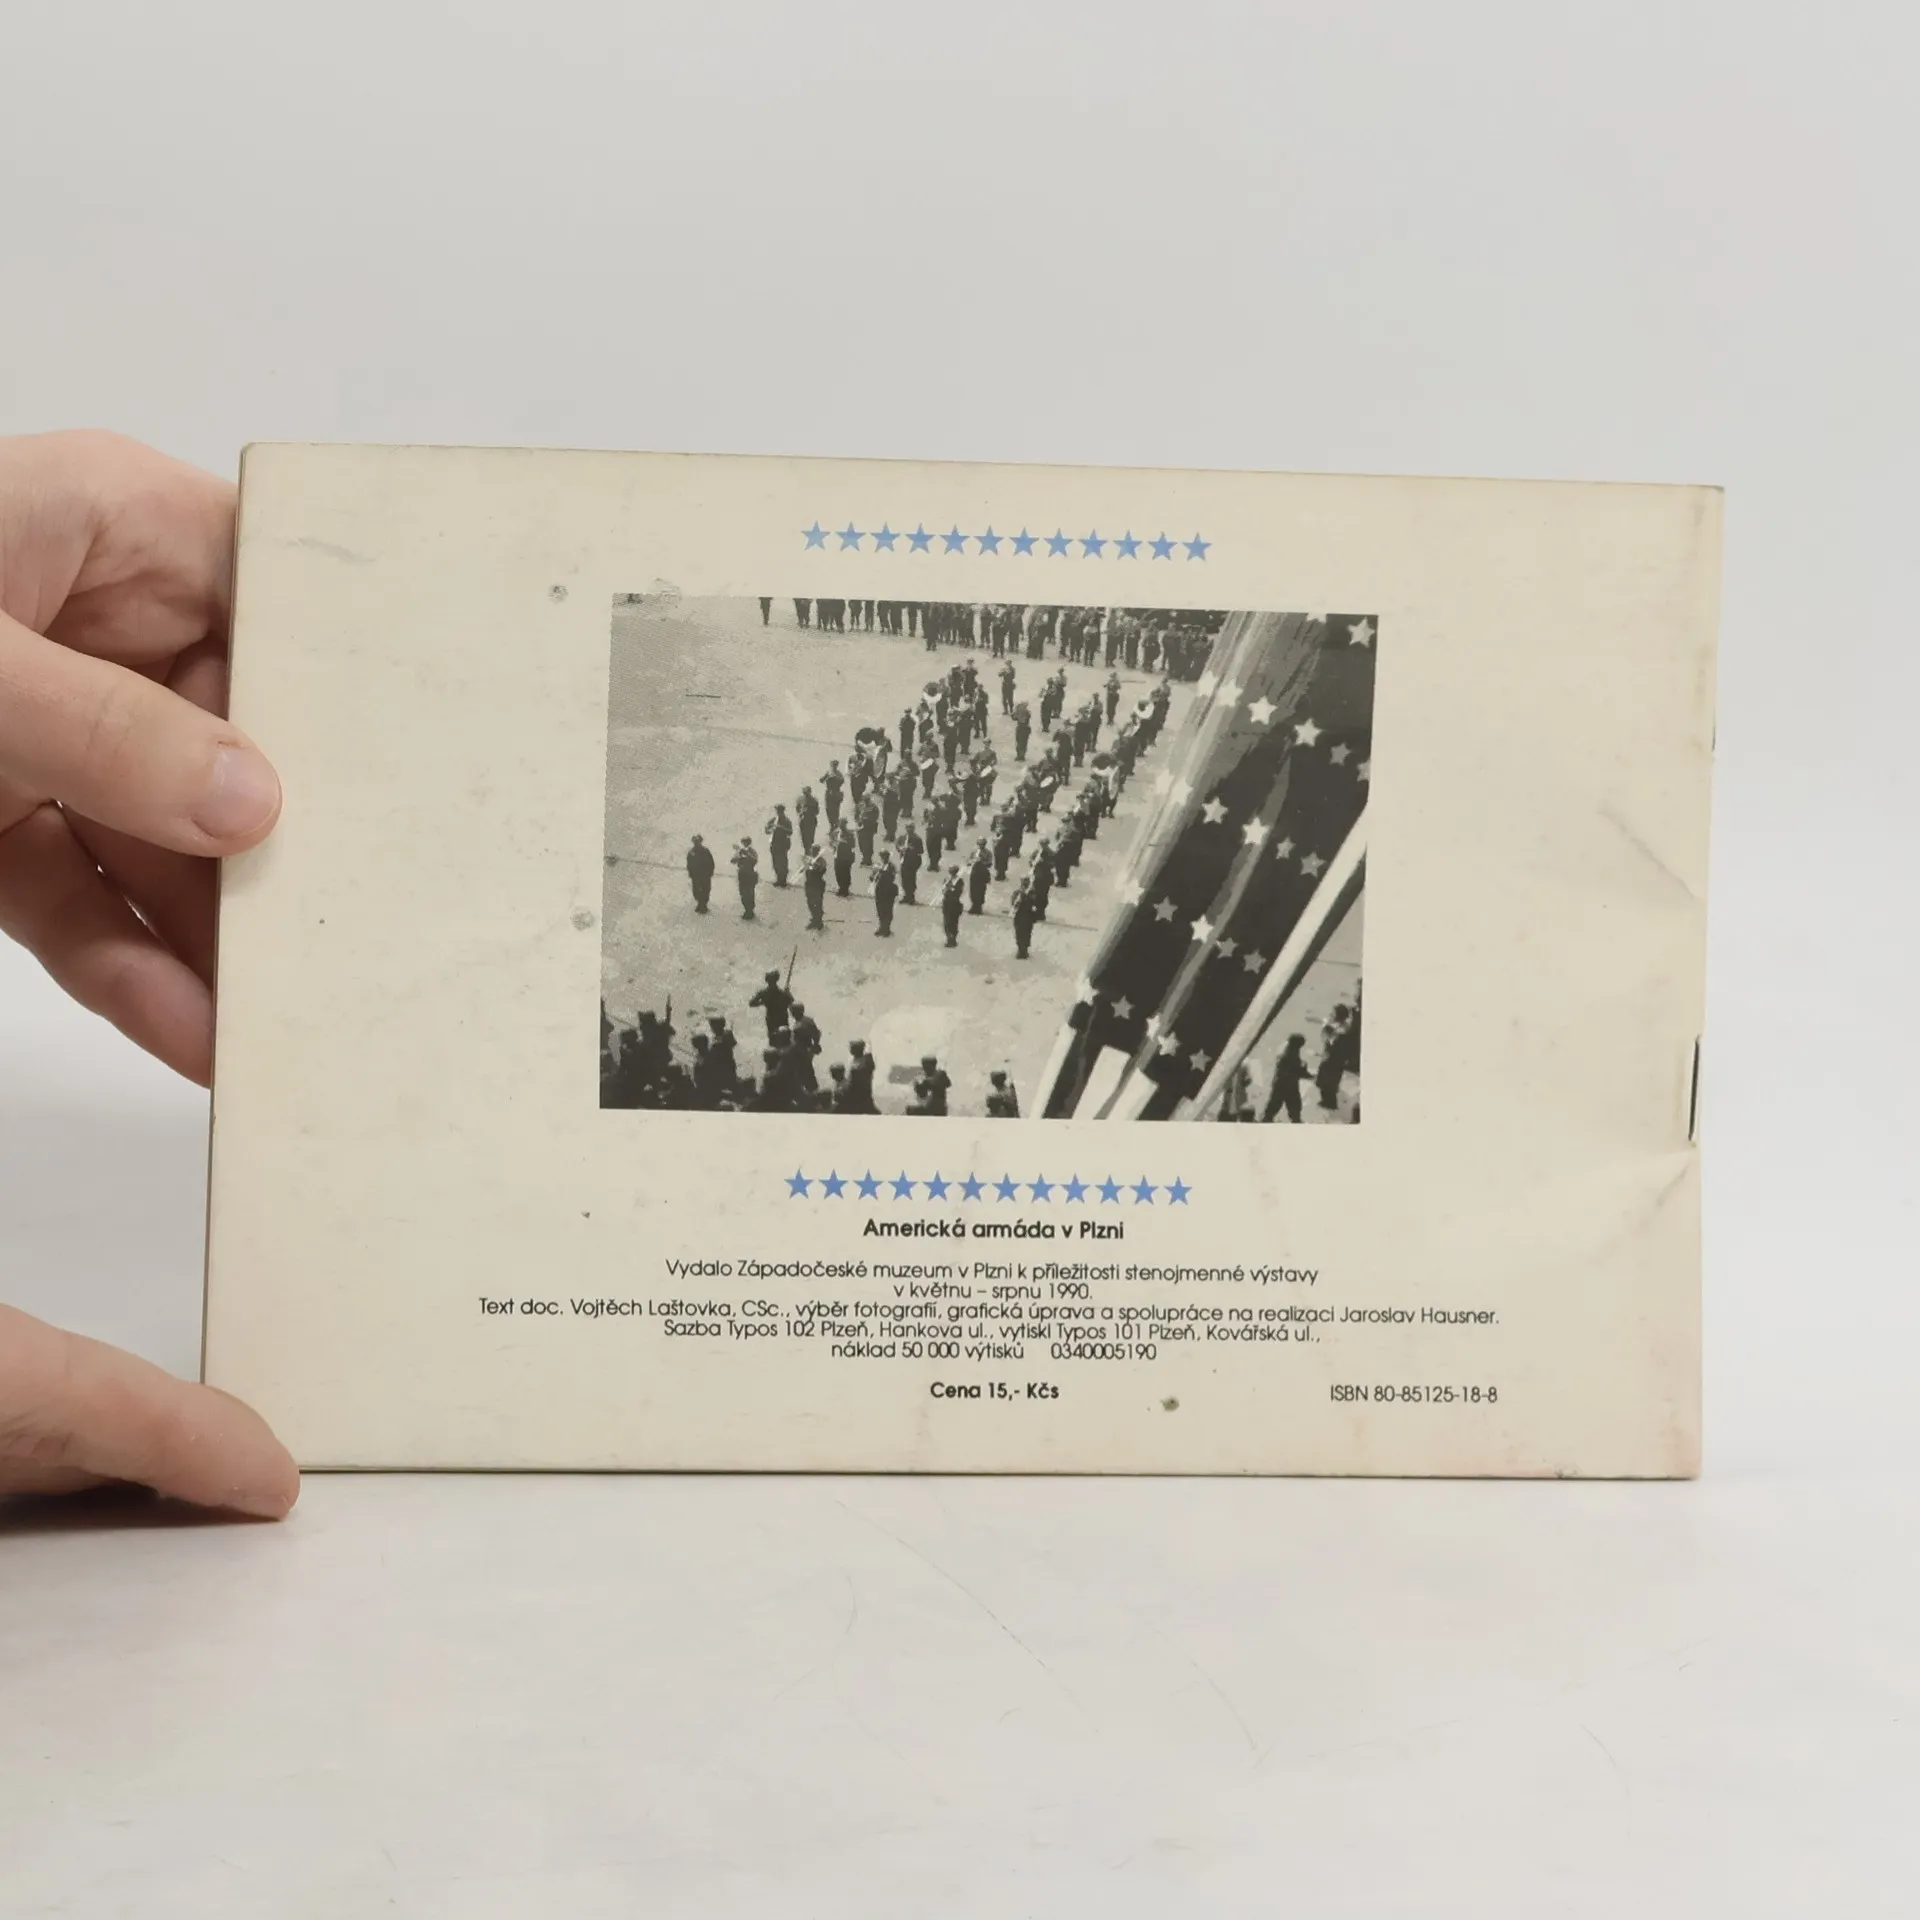 Americká armáda v Plzni
Vydalo Západočeské muzeum v Plzni k příležitosti stenojmenné výstavy
v květnu – srpnu 1990.
Text doc. Vojtěch Laštovka, CSc., výběr fotografií, grafická úprava a spolupráce na realizaci Jaroslav Hausner.
Sazba Typos 102 Plzeň, Hankova ul., vytiskl Typos 101 Plzeň, Kovářská ul.,
náklad 50 000 výtisků 0340005190
Cena 15,- Kčs
ISBN 80-85125-18-8